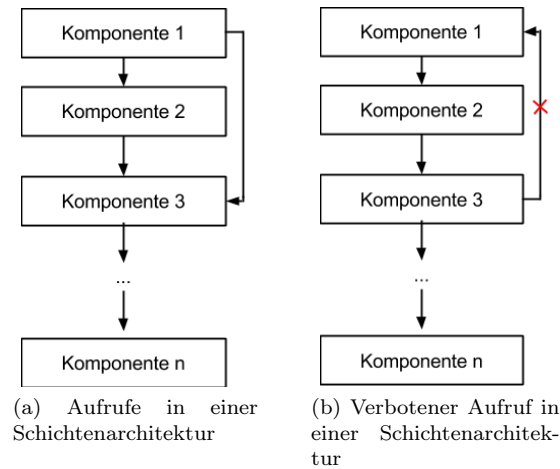 Komponente 1
Komponente 2
Komponente 3
...
Komponente n
(a) Aufrufe in einer
Schichtenarchitektur
Komponente 1
Komponente 2
Komponente 3
...
Komponente n
(b) Verbotener Aufruf in
einer Schichtenarchitek-
tur